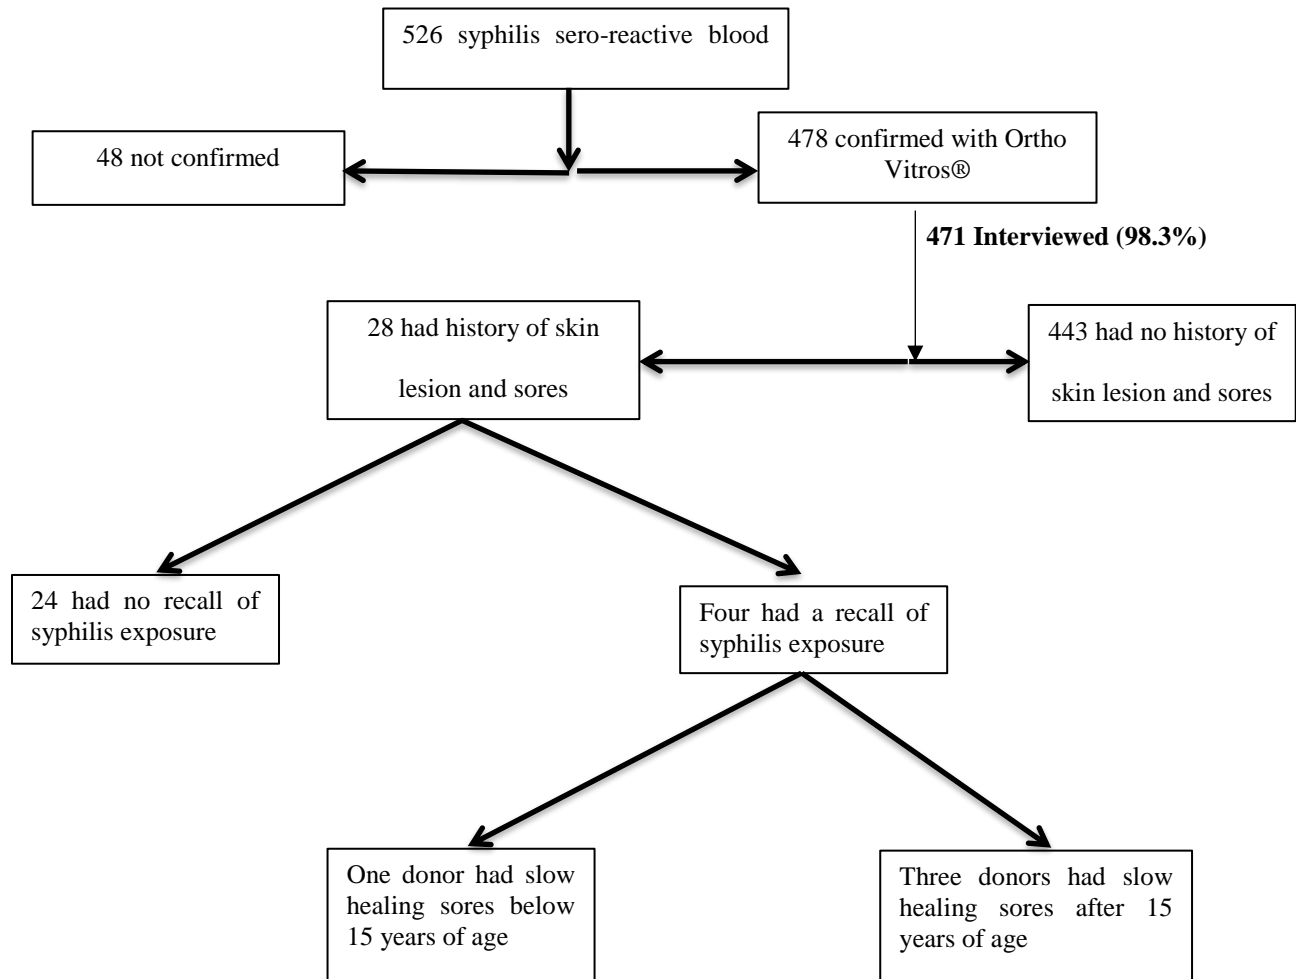 526 syphilis sero-reactive blood
48 not confirmed
478 confirmed with Ortho
Vitros®
471 Interviewed (98.3%)
28 had history of skin
lesion and sores
443 had no history of
skin lesion and sores
24 had no recall of
syphilis exposure
Four had a recall of
syphilis exposure
One donor had slow
healing sores below
15 years of age
Three donors had slow
healing sores after 15
years of age